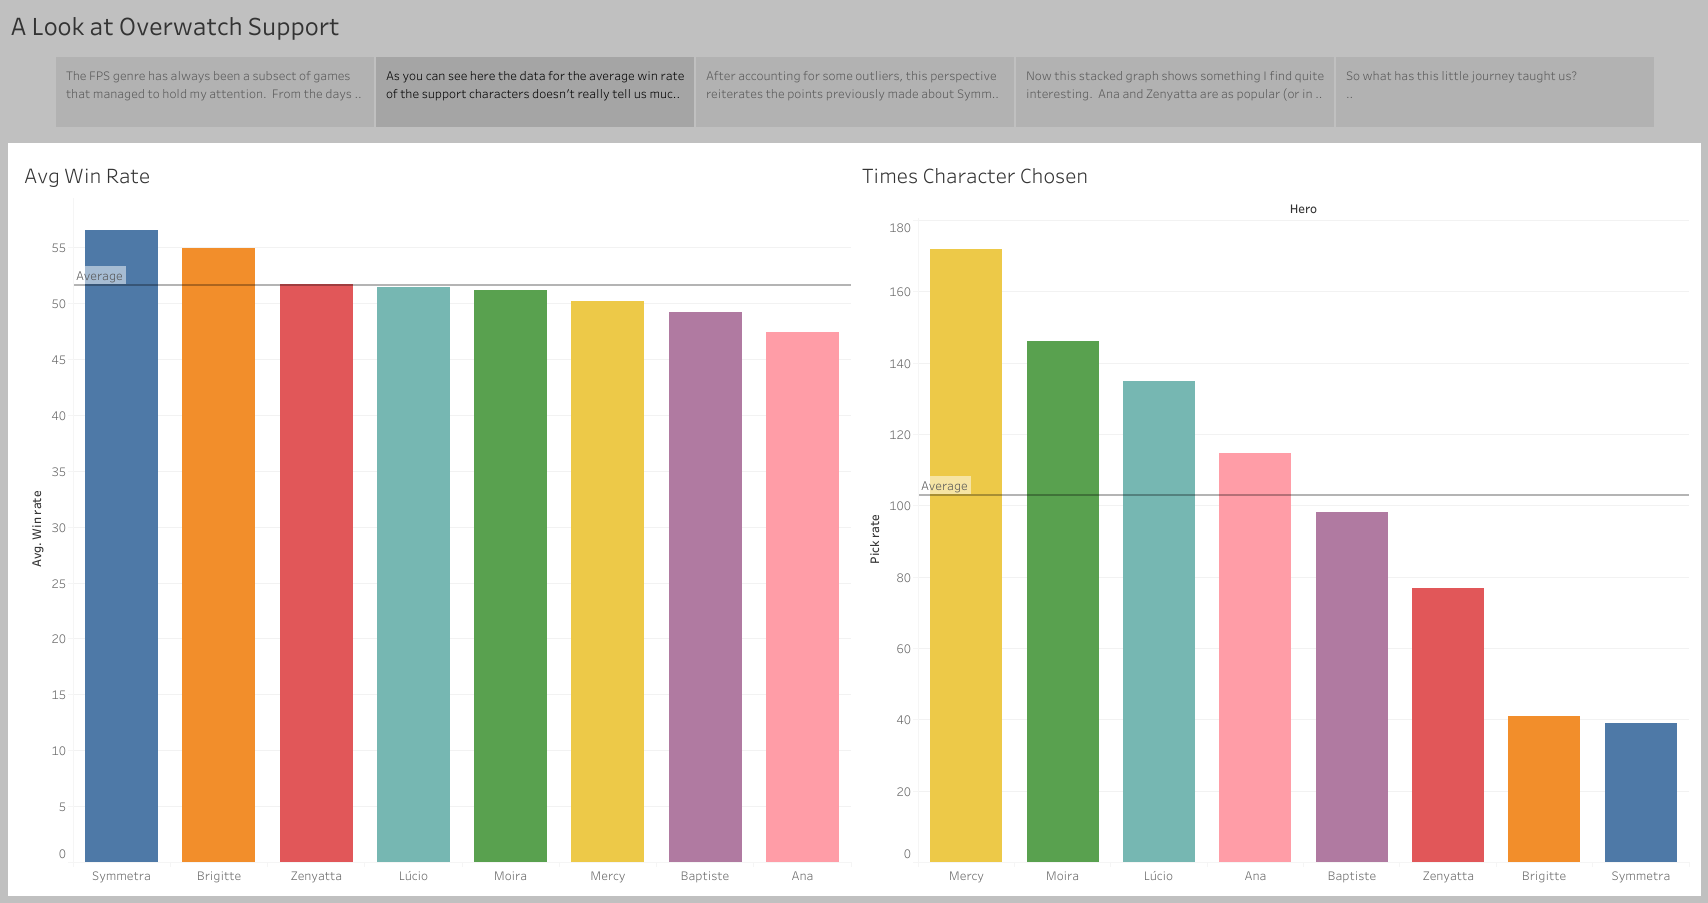 A Look at Overwatch Support
The FPS genre has always been a subsect of games
that managed to hold my attention.  From the days ..
As you can see here the data for the average win rate
of the support characters doesn’t really tell us muc..
After accounting for some outliers, this perspective
reiterates the points previously made about Symm..
Now this stacked graph shows something I find quite
interesting.  Ana and Zenyatta are as popular (or in ..
So what has this little journey taught us?
..
Avg Win Rate
Avg. Win rate
55
50
45
40
35
30
25
20
15
10
5
0
Average
Symmetra
Brigitte
Zenyatta
Lúcio
Moira
Mercy
Baptiste
Ana
Times Character Chosen
Hero
Pick rate
180
160
140
120
100
80
60
40
20
0
Average
Mercy
Moira
Lúcio
Ana
Baptiste
Zenyatta
Brigitte
Symmetra